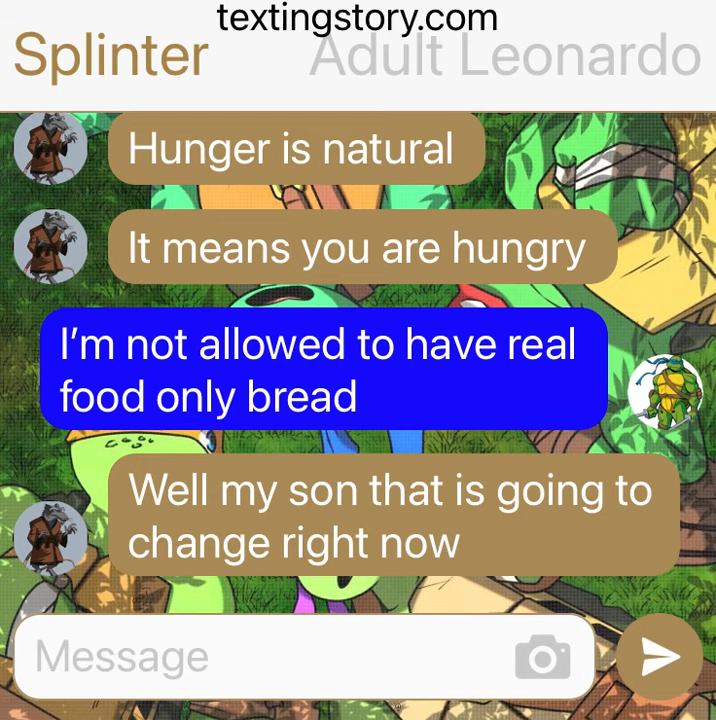 textingstory.com
Splinter Adult Leonardo
Hunger is natural
It means you are hungry
I’m not allowed to have real
food only bread
Well my son that is going to
change right now
Message